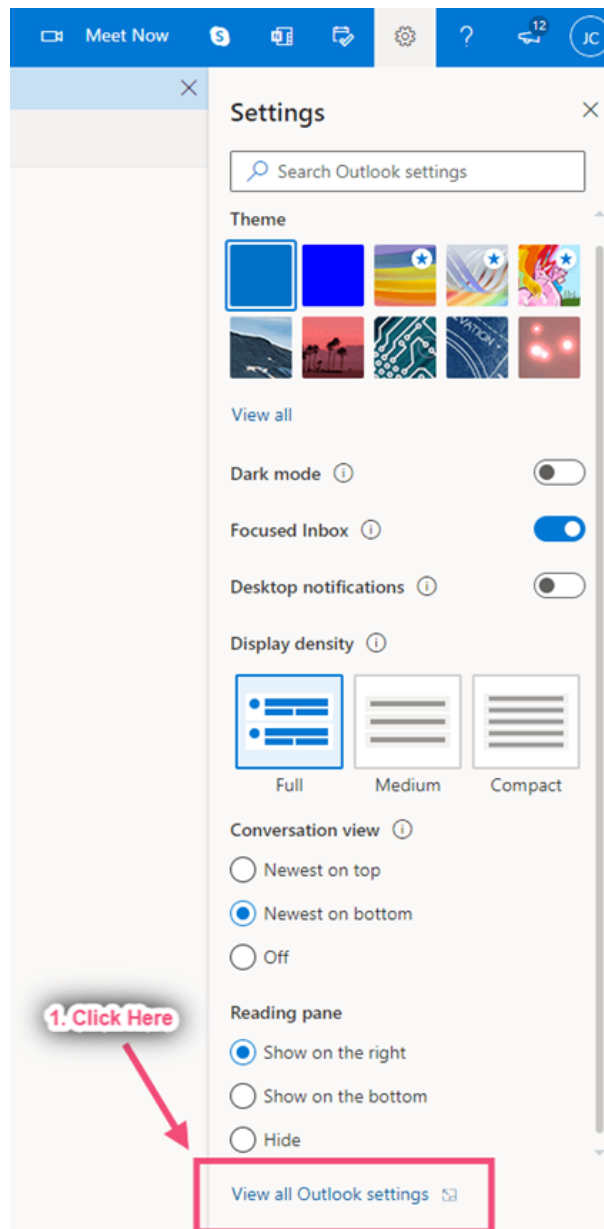 Meet Now
12
JC
Settings
Search Outlook settings
Theme
View all
Dark mode
Focused Inbox
Desktop notifications
Display density
Full Medium Compact
Conversation view
Newest on top
Newest on bottom
Off
Reading pane
1. Click Here
Show on the right
Show on the bottom
Hide
View all Outlook settings